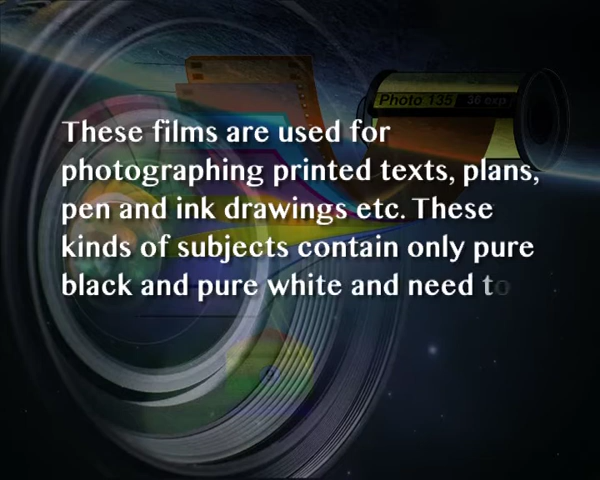 Photo 135 36 exp
These films are used for
photographing printed texts, plans,
pen and ink drawings etc. These
kinds of subjects contain only pure
black and pure white and need to